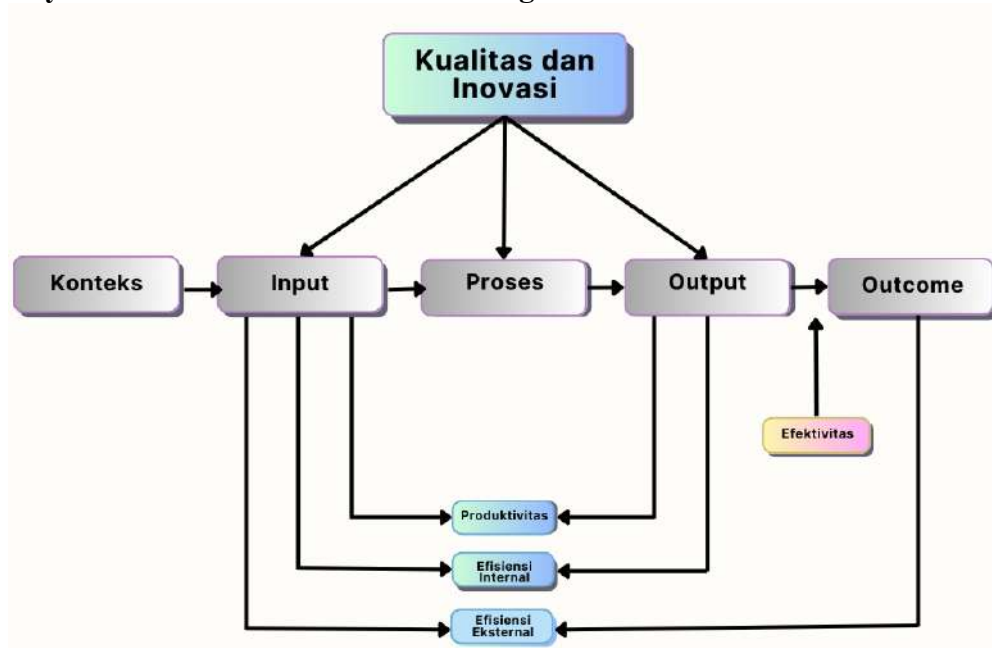 Kualitas dan
Inovasi
Konteks
Input
Proses
Output
Outcome
Efektivitas
Produktivitas
Efisiensi
Internal
Efisiensi
Eksternal